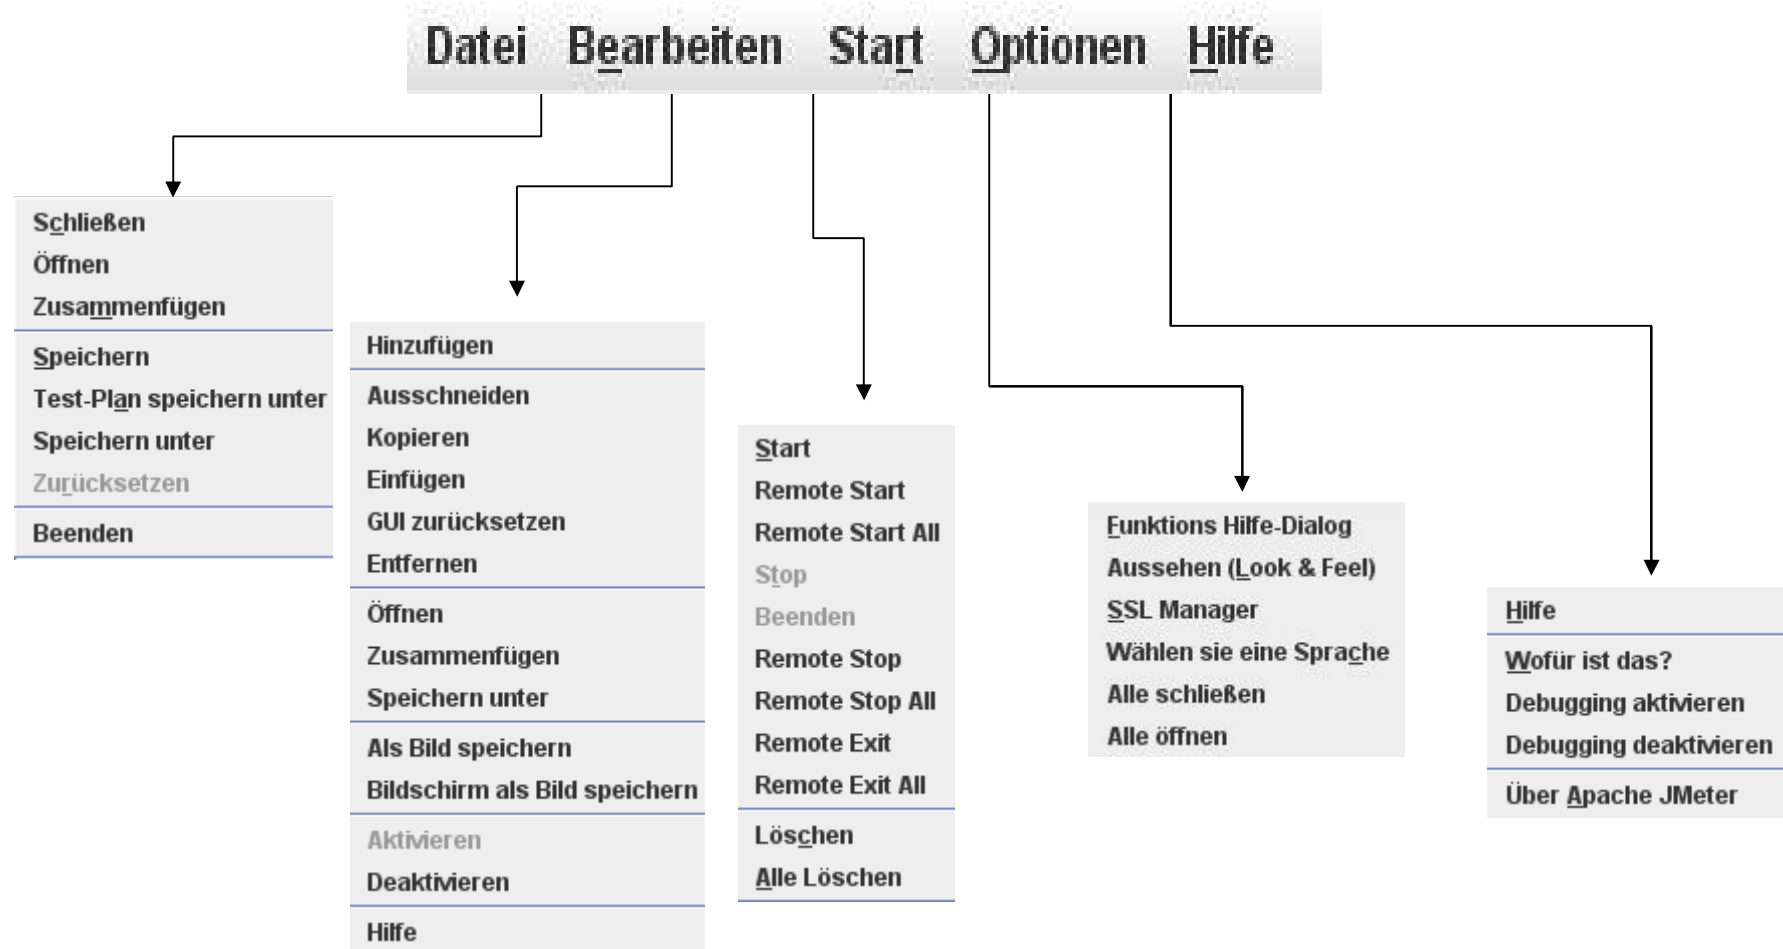 Datei Bearbeiten Start Optionen Hilfe
Schließen
Öffnen
Zusammenfügen
Speichern
Test-Plan speichern unter
Speichern unter
Zurücksetzen
Beenden
Hinzufügen
Ausschneiden
Kopieren
Einfügen
GUI zurücksetzen
Entfernen
Öffnen
Zusammenfügen
Speichern unter
Als Bild speichern
Bildschirm als Bild speichern
Aktivieren
Deaktivieren
Hilfe
Start
Remote Start
Remote Start All
Stop
Beenden
Remote Stop
Remote Stop All
Remote Exit
Remote Exit All
Löschen
Alle Löschen
Funktions Hilfe-Dialog
Aussehen (Look & Feel)
SSL Manager
Wählen sie eine Sprache
Alle schließen
Alle öffnen
Hilfe
Wofür ist das?
Debugging aktivieren
Debugging deaktivieren
Über Apache JMeter